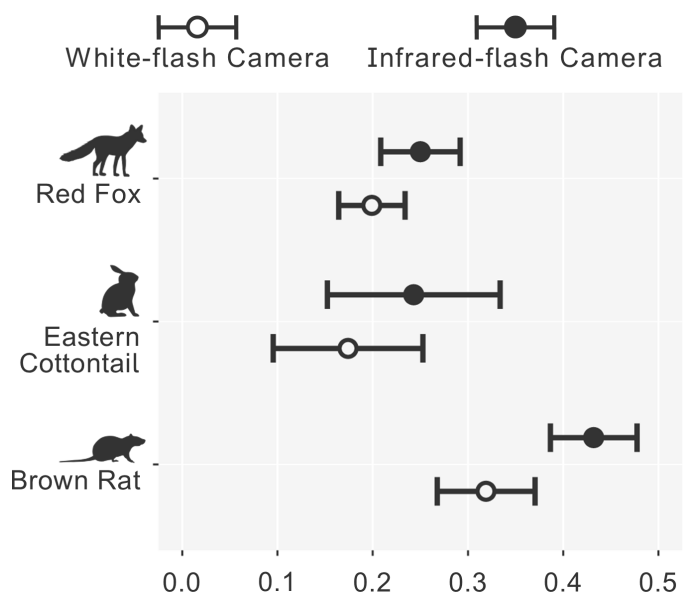 White-flash Camera
Infrared-flash Camera
Red Fox
Eastern
Cottontail
Brown Rat
0.0
0.1
0.2
0.3
0.4
0.5